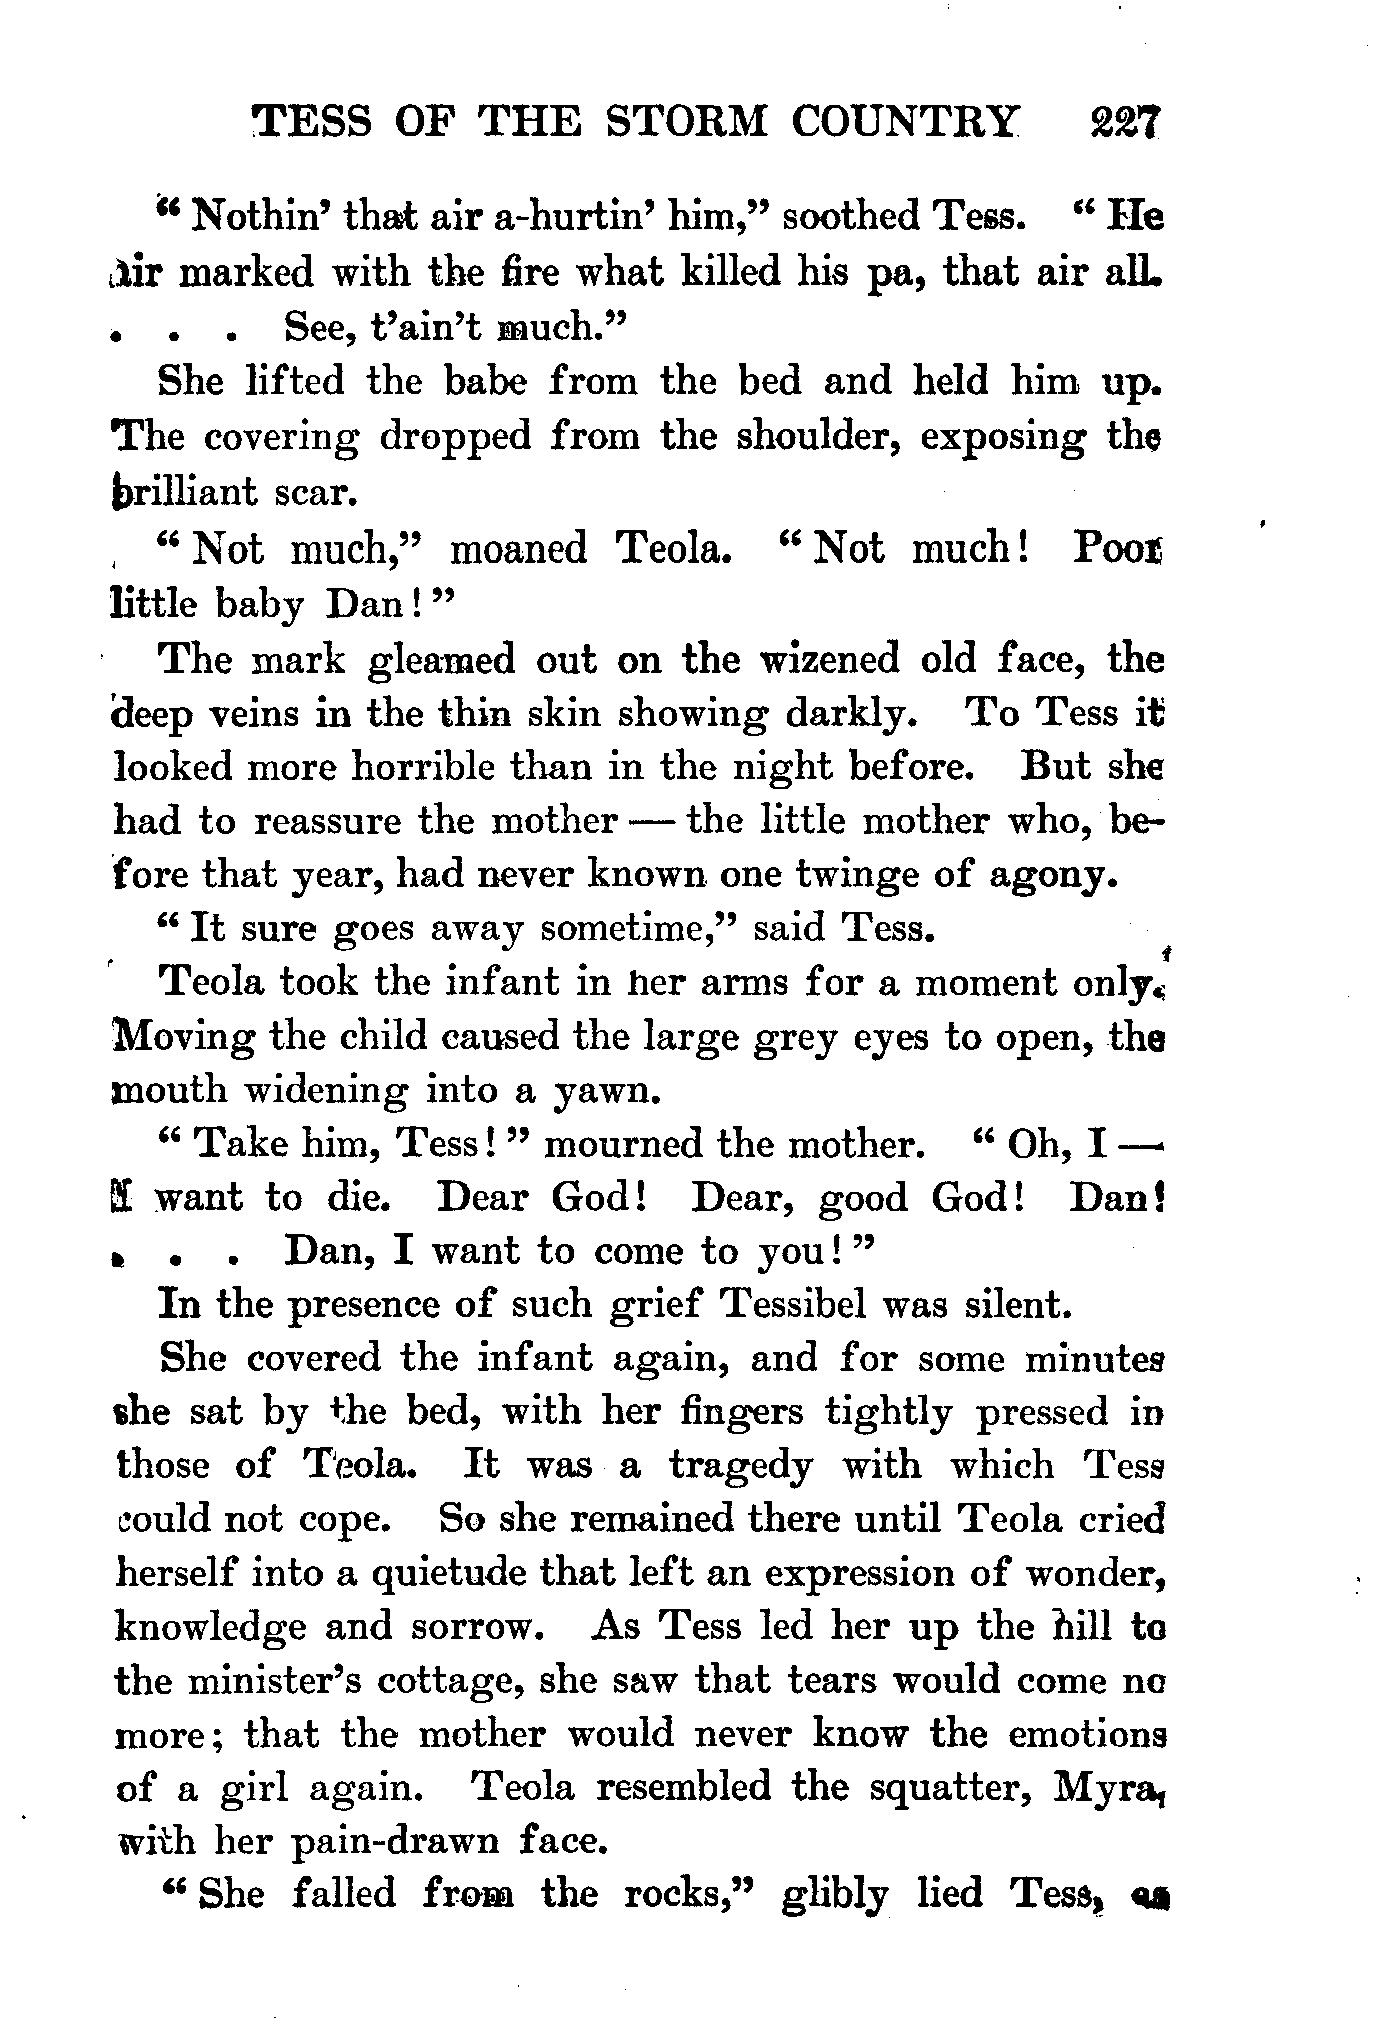 TESS OF THE STORM COUNTRY 227
“ Nothin’ that air a-hurtin’ him,” soothed Tess. “ He
air marked with the fire what killed his pa, that air all.
. . . See, t’ain’t much.”
She lifted the babe from the bed and held him up.
The covering dropped from the shoulder, exposing the
brilliant scar.
“ Not much,” moaned Teola. “ Not much! Poor
little baby Dan! ”
The mark gleamed out on the wizened old face, the
deep veins in the thin skin showing darkly. To Tess it
looked more horrible than in the night before. But she
had to reassure the mother — the little mother who, be-
fore that year, had never known one twinge of agony.
“ It sure goes away sometime,” said Tess.
Teola took the infant in her arms for a moment only.
Moving the child caused the large grey eyes to open, the
mouth widening into a yawn.
“ Take him, Tess! ” mourned the mother. “ Oh, I —
I want to die. Dear God! Dear, good God! Dan!
. . . Dan, I want to come to you! ”
In the presence of such grief Tessibel was silent.
She covered the infant again, and for some minutes
she sat by the bed, with her fingers tightly pressed in
those of Teola. It was a tragedy with which Tess
could not cope. So she remained there until Teola cried
herself into a quietude that left an expression of wonder,
knowledge and sorrow. As Tess led her up the hill to
the minister’s cottage, she saw that tears would come no
more; that the mother would never know the emotions
of a girl again. Teola resembled the squatter, Myra,
with her pain-drawn face.
“ She falled from the rocks,” glibly lied Tess, as